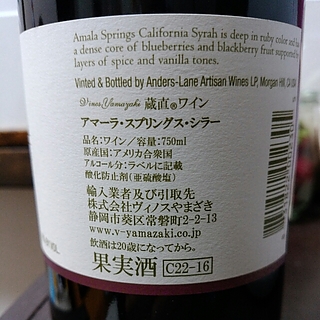 Amala Springs California Syrah is deep in ruby color and has
a dense core of blueberries and blackberry fruit supported by
layers of spice and vanilla tones.
Vinted & Bottled by Anders-Lane Artisan Wines LP, Morgan Hill, CA USA
Vinos Yamazaki 蔵直®ワイン
アマーラ・スプリングス・シラー
品名:ワイン/容量:750ml
原産国:アメリカ合衆国
アルコール分:ラベルに記載
酸化防止剤(亜硫酸塩)
輸入業者及び引取先
株式会社ヴィノスやまざき
静岡市葵区常磐町2-2-13
www.v-yamazaki.co.jp
飲酒は20歳になってから。
果実酒 C22-16